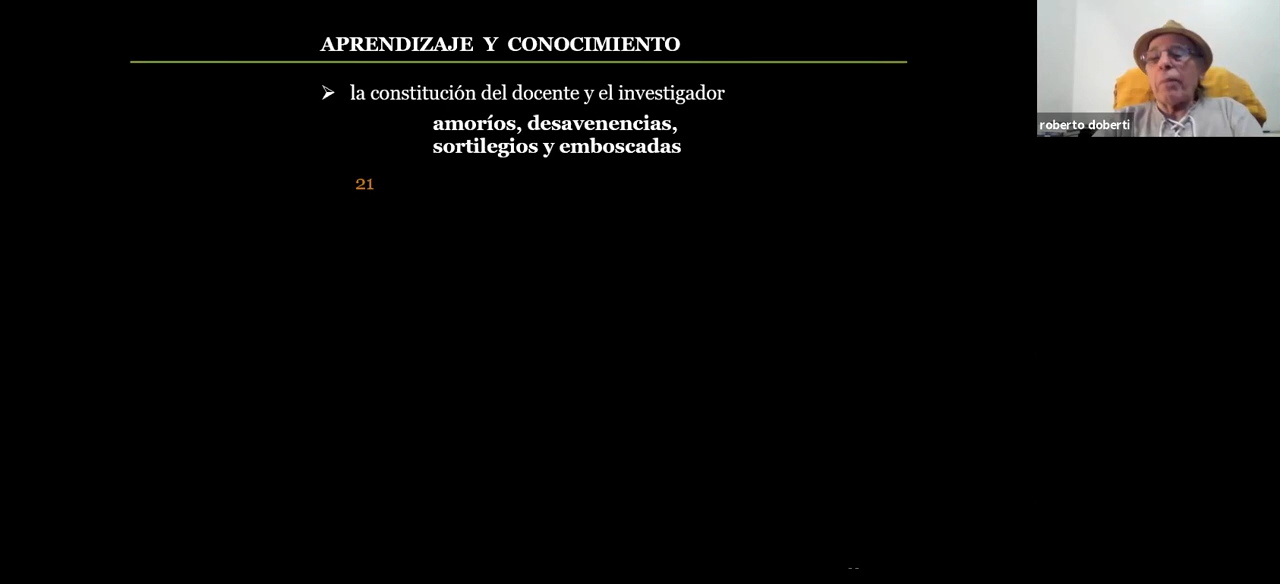 APRENDIZAJE Y CONOCIMIENTO
➢ la constitución del docente y el investigador
amoríos, desavenencias,
sortilegios y emboscadas
21
roberto doberti